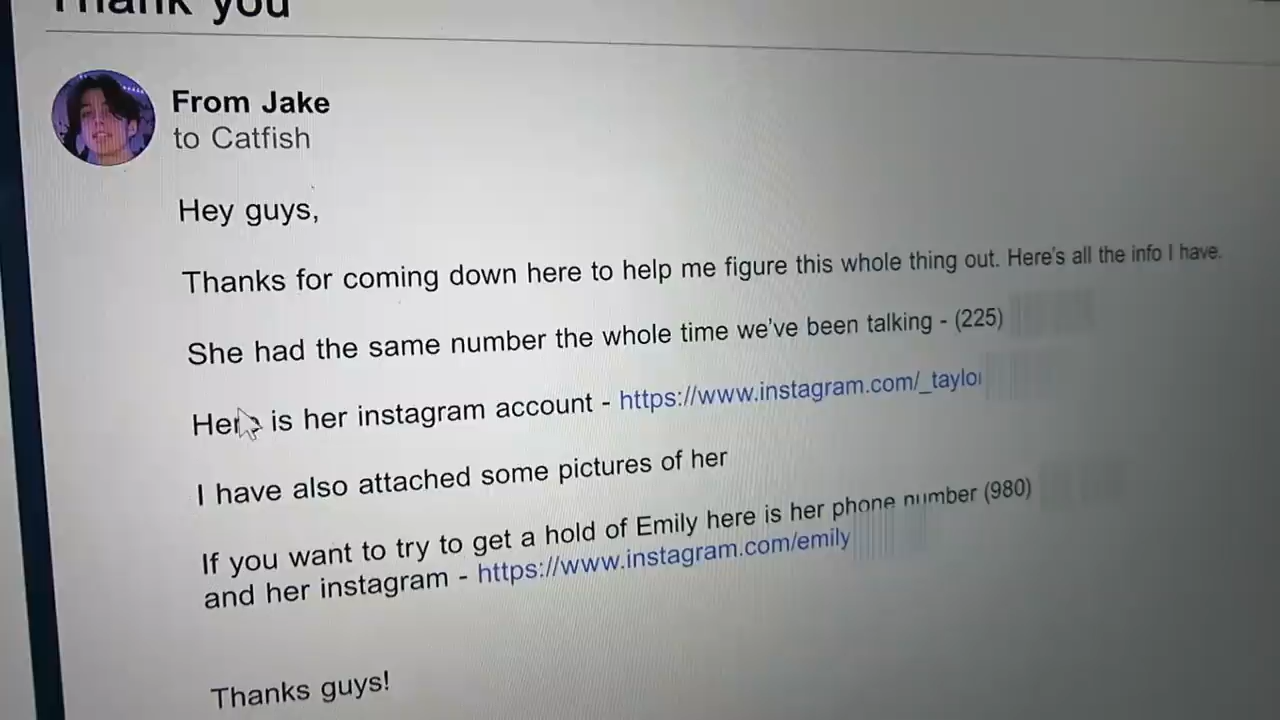 Thank you
From Jake
to Catfish
Hey guys,
Thanks for coming down here to help me figure this whole thing out. Here's all the info I have.
She had the same number the whole time we've been talking - (225)
Here is her instagram account - https://www.instagram.com/_taylor
I have also attached some pictures of her
If you want to try to get a hold of Emily here is her phone number (980)
and her instagram - https://www.instagram.com/emily
Thanks guys!